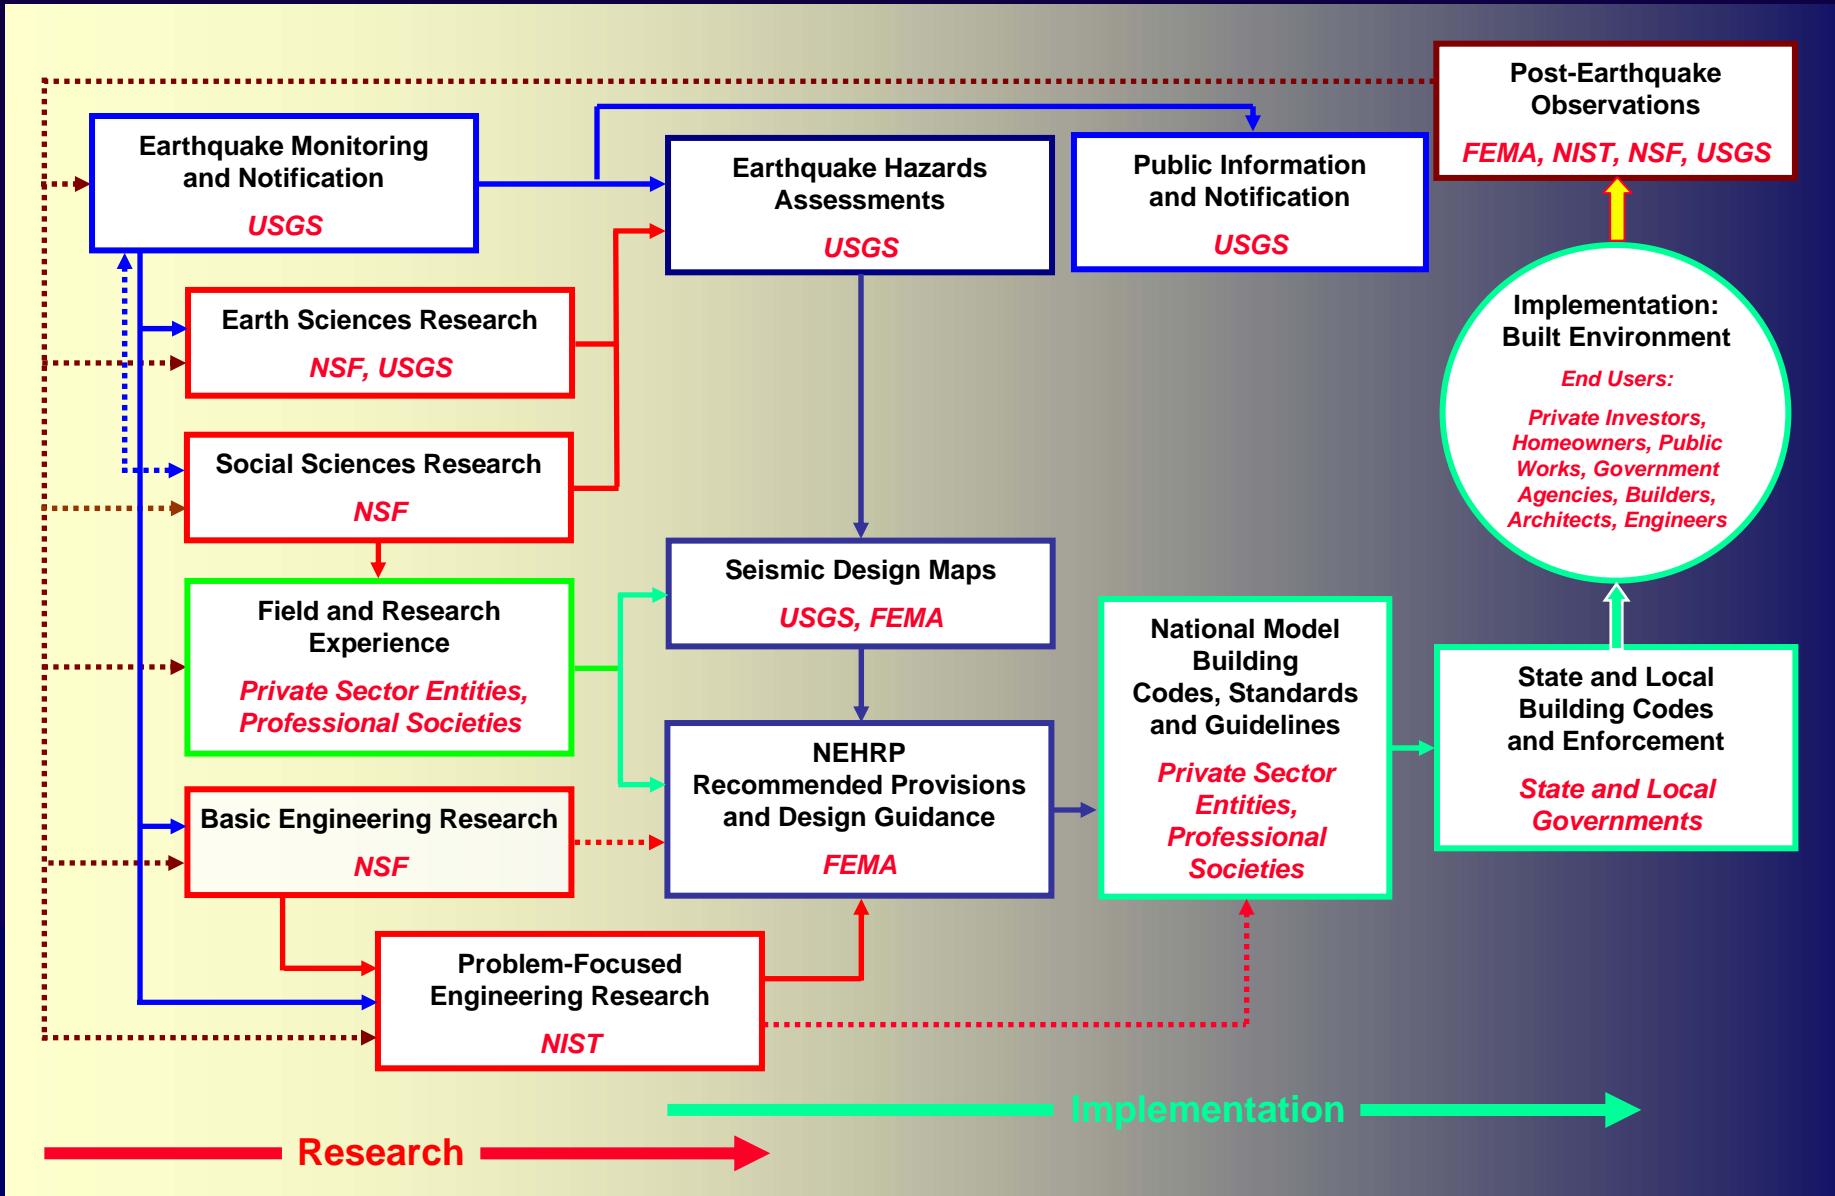 Post-Earthquake
Observations
FEMA, NIST, NSF, USGS
Earthquake Monitoring
and Notification
USGS
Earthquake Hazards
Assessments
USGS
Public Information
and Notification
USGS
Earth Sciences Research
NSF, USGS
Implementation:
Built Environment
End Users:
Private Investors,
Homeowners, Public
Works, Government
Agencies, Builders,
Architects, Engineers
Social Sciences Research
NSF
Field and Research
Experience
Private Sector Entities,
Professional Societies
Seismic Design Maps
USGS, FEMA
National Model
Building
Codes, Standards
and Guidelines
Private Sector
Entities,
Professional
Societies
State and Local
Building Codes
and Enforcement
State and Local
Governments
NEHRP
Recommended Provisions
and Design Guidance
FEMA
Basic Engineering Research
NSF
Problem-Focused
Engineering Research
NIST
Implementation
Research